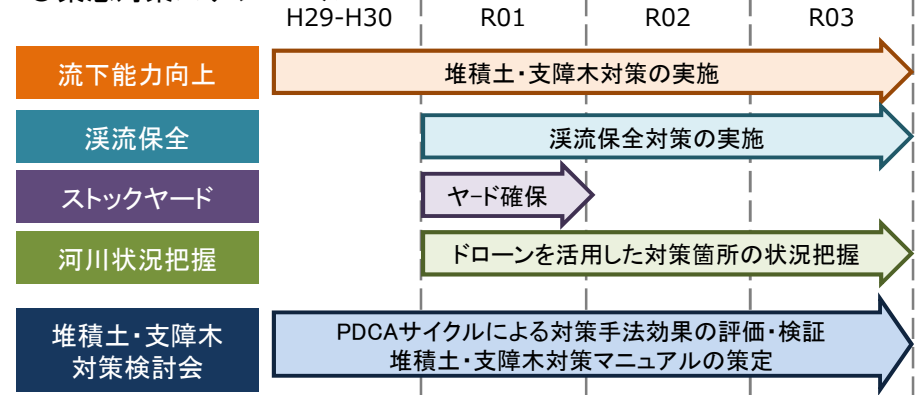 H29-H30 R01 R02 R03
流下能力向上 堆積土・支障木対策の実施
渓流保全 渓流保全対策の実施
ストックヤード ヤード確保
河川状況把握 ドローンを活用した対策箇所の状況把握
堆積土・支障木
対策検討会
PDCAサイクルによる対策手法効果の評価・検証
堆積土・支障木対策マニュアルの策定